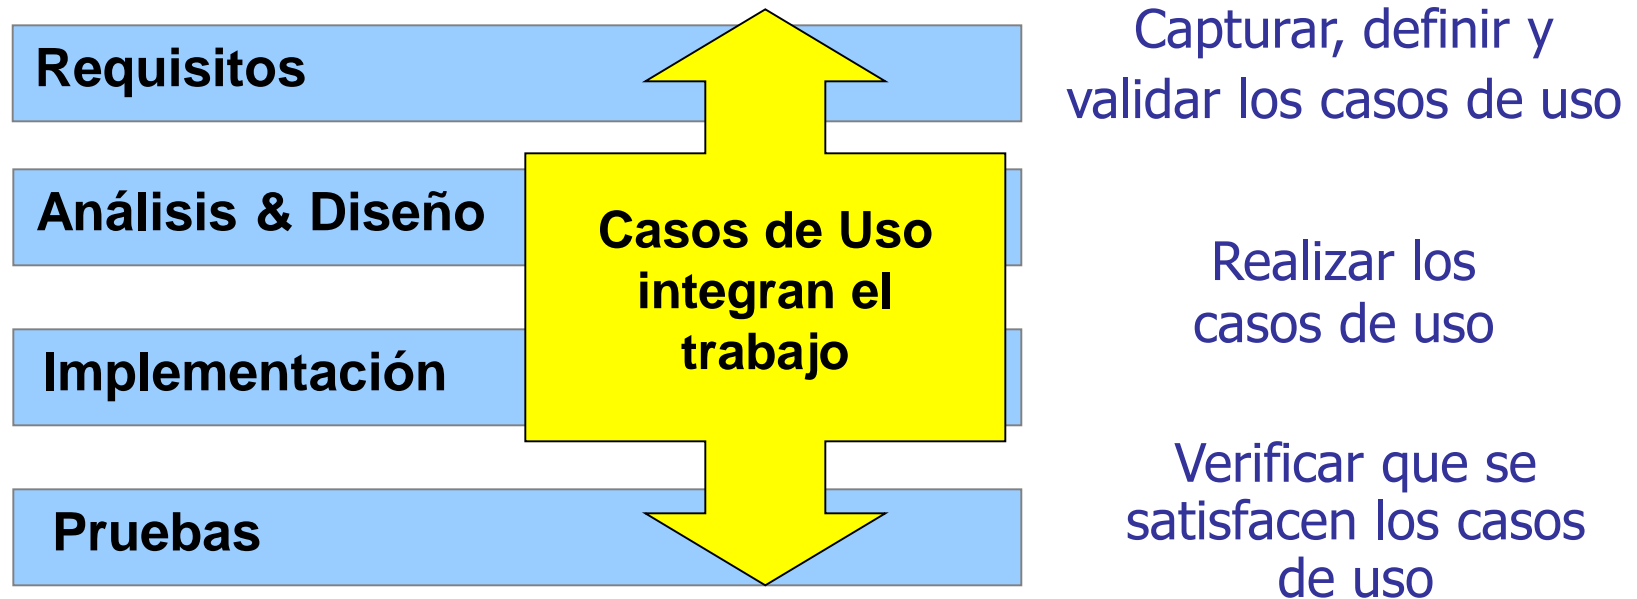 Requisitos
Análisis & Diseño
Implementación
Pruebas
Casos de Uso
integran el
trabajo
Capturar, definir y
validar los casos de uso
Realizar los
casos de uso
Verificar que se
satisfacen los casos
de uso